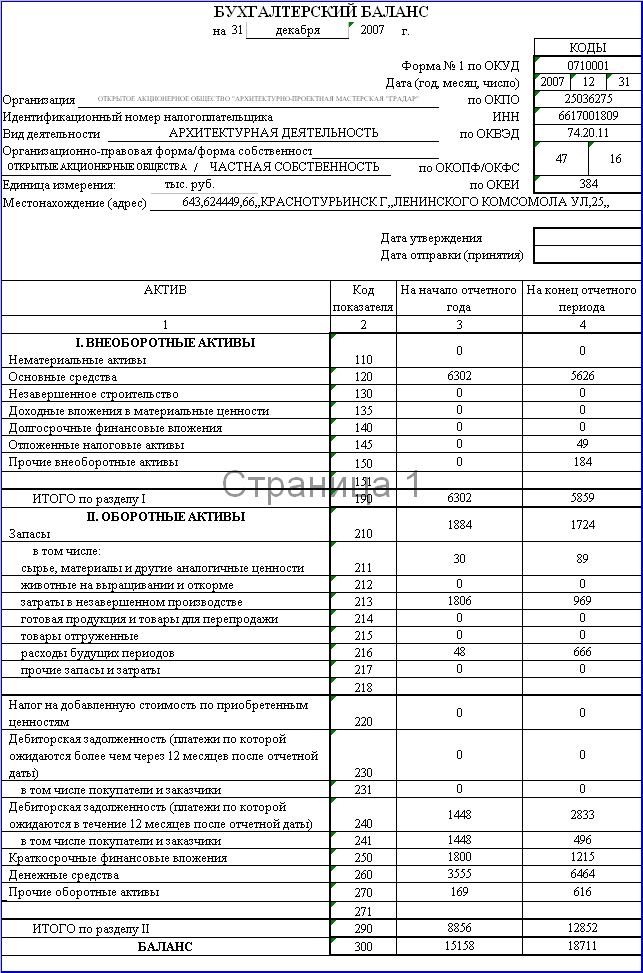 БУХГАЛТЕРСКИЙ БАЛАНС
на 31 декабря 2007 г.
КОДЫ
Форма № 1 по ОКУД 0710001
Дата (год, месяц, число) 2007 12 31
Организация ОТКРЫТОЕ АКЦИОНЕРНОЕ ОБЩЕСТВО "АРХИТЕКТУРНО-ПРОЕКТНАЯ МАСТЕРСКАЯ "ГРАДАР" по ОКПО 25036275
Идентификационный номер налогоплательщика ИНН 6617001809
Вид деятельности АРХИТЕКТУРНАЯ ДЕЯТЕЛЬНОСТЬ по ОКВЭД 74.20.11
Организационно-правовая форма/форма собственност
ОТКРЫТЫЕ АКЦИОНЕРНЫЕ ОБЩЕСТВА / ЧАСТНАЯ СОБСТВЕННОСТЬ по ОКОПФ/ОКФС 47 16
Единица измерения: тыс. руб. по ОКЕИ 384
Местонахождение (адрес) 643,624449,66,,КРАСНОТУРЬИНСК Г,,ЛЕНИНСКОГО КОМСОМОЛА УЛ,25,,
Дата утверждения
Дата отправки (принятия)
АКТИВ Код показателя На начало отчетного года На конец отчетного периода
1 2 3 4
I. ВНЕОБОРОТНЫЕ АКТИВЫ
Нематериальные активы 110 0 0
Основные средства 120 6302 5626
Незавершенное строительство 130 0 0
Доходные вложения в материальные ценности 135 0 0
Долгосрочные финансовые вложения 140 0 0
Отложенные налоговые активы 145 0 49
Прочие внеоборотные активы 150 0 184
151
Страница 1
ИТОГО по разделу I 190 6302 5859
II. ОБОРОТНЫЕ АКТИВЫ
Запасы 210 1884 1724
в том числе:
сырье, материалы и другие аналогичные ценности 211 30 89
животные на выращивании и откорме 212 0 0
затраты в незавершенном производстве 213 1806 969
готовая продукция и товары для перепродажи 214 0 0
товары отгруженные 215 0 0
расходы будущих периодов 216 48 666
прочие запасы и затраты 217 0 0
218
Налог на добавленную стоимость по приобретенным
ценностям 220 0 0
Дебиторская задолженность (платежи по которой
ожидаются более чем через 12 месяцев после отчетной
даты) 230 0 0
в том числе покупатели и заказчики 231 0 0
Дебиторская задолженность (платежи по которой
ожидаются в течение 12 месяцев после отчетной даты) 240 1448 2833
в том числе покупатели и заказчики 241 1448 496
Краткосрочные финансовые вложения 250 1800 1215
Денежные средства 260 3555 6464
Прочие оборотные активы 270 169 616
271
ИТОГО по разделу II 290 8856 12852
БАЛАНС 300 15158 18711